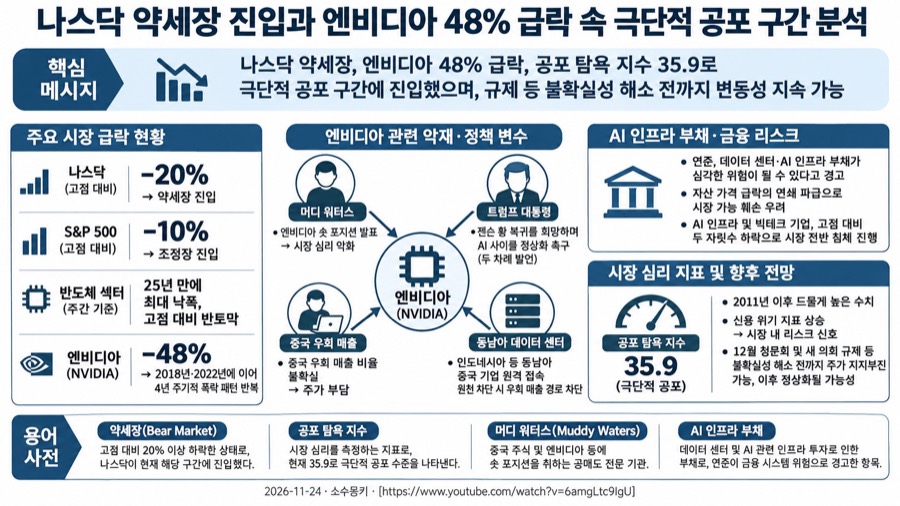 나스닥 약세장 진입과 엔비디아 48% 급락 속 극단적 공포 구간 분석
핵심
메시지
나스닥 약세장, 엔비디아 48% 급락, 공포 탐욕 지수 35.9로
극단적 공포 구간에 진입했으며, 규제 등 불확실성 해소 전까지 변동성 지속 가능
주요 시장 급락 현황
나스닥
(고점 대비)
-20%
→ 약세장 진입
S&P 500
(고점 대비)
-10%
→ 조정장 진입
반도체 섹터
(주간 기준)
25년 만에
최대 낙폭,
고점 대비 반토막
엔비디아
(NVIDIA)
-48%
→ 2018년·2022년에 이어
4년 주기적 폭락 패턴 반복
엔비디아 관련 악재·정책 변수
머디 워터스
• 엔비디아 숏 포지션 발표
→ 시장 심리 악화
트럼프 대통령
• 젠슨 황 복귀를 희망하며
AI 사이를 정상화 촉구
(두 차례 발언)
엔비디아
(NVIDIA)
중국 우회 매출
• 중국 우회 매출 비율
불확실
→ 주가 부담
동남아 데이터 센터
• 인도네시아 등 동남아
중국 기업 원격 접속
원천 차단 시 우회 매출 경로 차단
AI 인프라 부채·금융 리스크
• 연준, 데이터 센터·AI 인프라 부채가
심각한 위험이 될 수 있다고 경고
• 자산 가격 급락의 연쇄 파급으로
시장 기능 훼손 우려
• AI 인프라 및 빅테크 기업, 고점 대비
두 자릿수 하락으로 시장 전반 침체 진행
시장 심리 지표 및 향후 전망
공포 탐욕 지수
35.9
(극단적 공포)
• 2011년 이후 드물게 높은 수치
• 신용 위기 지표 상승
→ 시장 내 리스크 신호
• 12월 청문회 및 새 의회 규제 등
불확실성 해소 전까지 주가 지지부진
가능, 이후 정상화될 가능성
용어
사전
약세장(Bear Market)
고점 대비 20% 이상 하락한 상태로,
나스닥이 현재 해당 구간에 진입했다.
공포 탐욕 지수
시장 심리를 측정하는 지표로,
현재 35.9로 극단적 공포 수준을 나타낸다.
머디 워터스(Muddy Waters)
중국 주식 및 엔비디아 등에
숏 포지션을 취하는 공매도 전문 기관.
AI 인프라 부채
데이터 센터 및 AI 관련 인프라 투자로 인한
부채로, 연준이 금융 시스템 위험으로 경고한 항목.
2026-11-24 · 소수몽키 · [https://www.youtube.com/watch?v=6amgLtc9IgU]